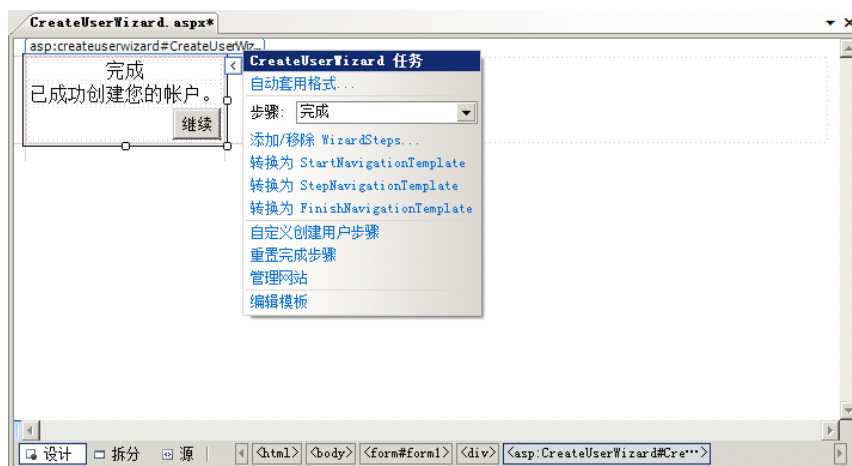 CreateUserWizard.aspx*
asp:createuserwizard#CreateUserWiz...
完成
已成功创建您的帐户。
继续
CreateUserWizard 任务
自动套用格式...
步骤: 完成
添加/移除 WizardSteps...
转换为 StartNavigationTemplate
转换为 StepNavigationTemplate
转换为 FinishNavigationTemplate
自定义创建用户步骤
重置完成步骤
管理网站
编辑模板
设计 拆分 源 <html> <body> <form#form1> <div> <asp:CreateUserWizard#Cre...>